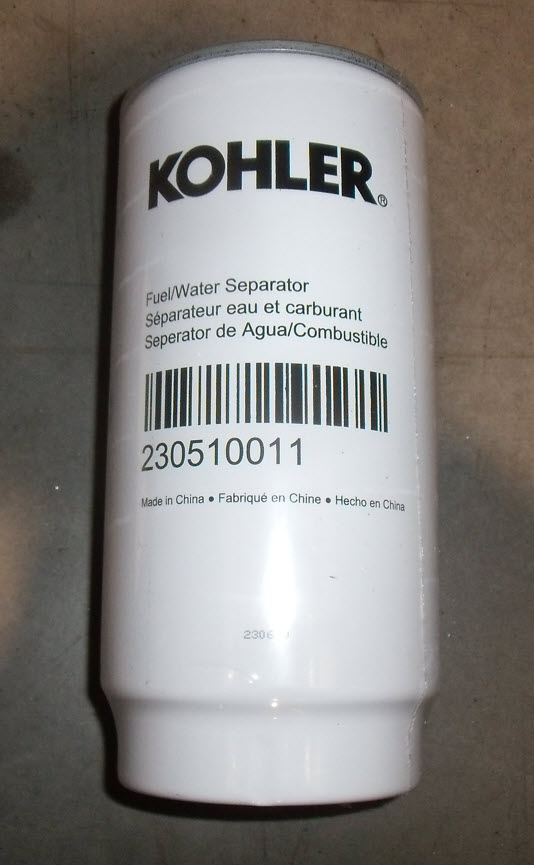 KOHLER®
Fuel/Water Separator
Séparateur eau et carburant
Seperator de Agua/Combustible
230510011
Made in China ● Fabriqué en Chine ● Hecho en China